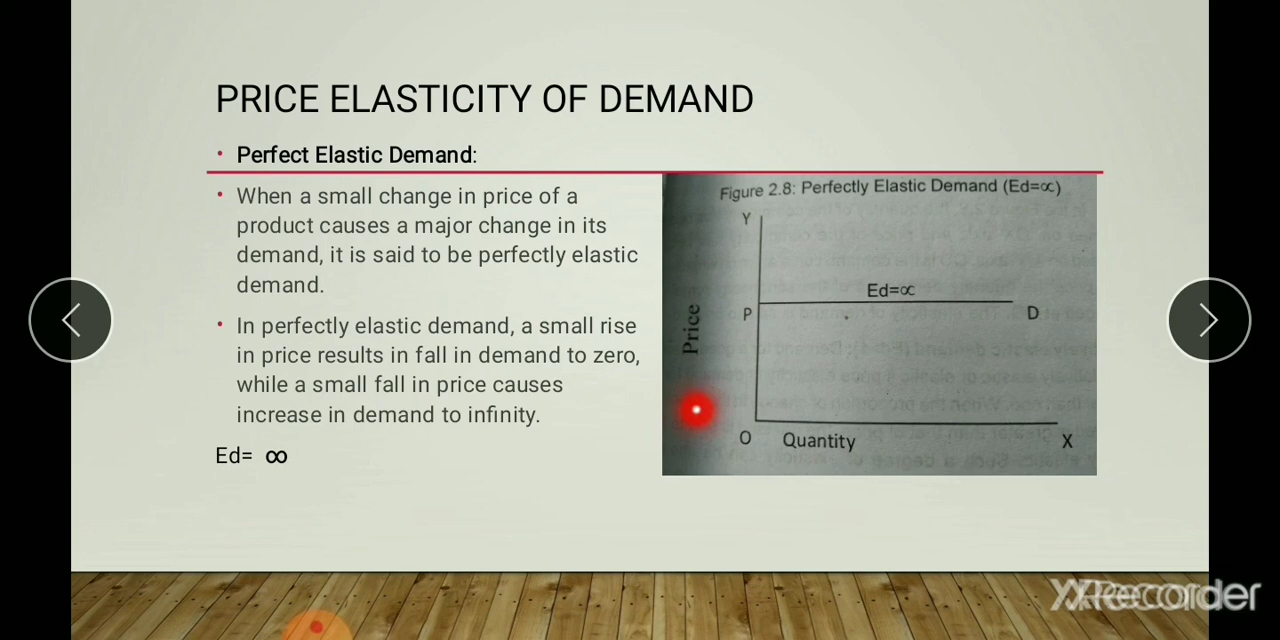 PRICE ELASTICITY OF DEMAND
• Perfect Elastic Demand:
• When a small change in price of a
product causes a major change in its
demand, it is said to be perfectly elastic
demand.
• In perfectly elastic demand, a small rise
in price results in fall in demand to zero,
while a small fall in price causes
increase in demand to infinity.
Ed= ∞
Figure 2.8: Perfectly Elastic Demand (Ed=∝)
Y
Ed=∝
P
D
Price
O
Quantity
X
XRecorder